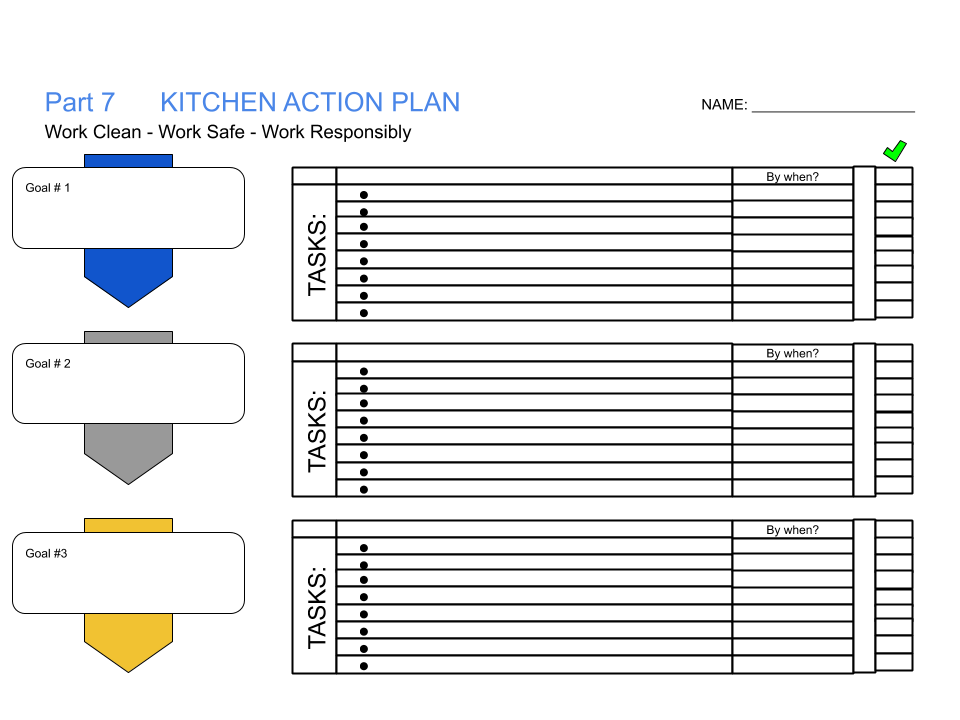 Part 7 KITCHEN ACTION PLAN
NAME: ____________________
Work Clean - Work Safe - Work Responsibly
Goal # 1
By when?
TASKS:
Goal # 2
By when?
TASKS:
Goal #3
By when?
TASKS: